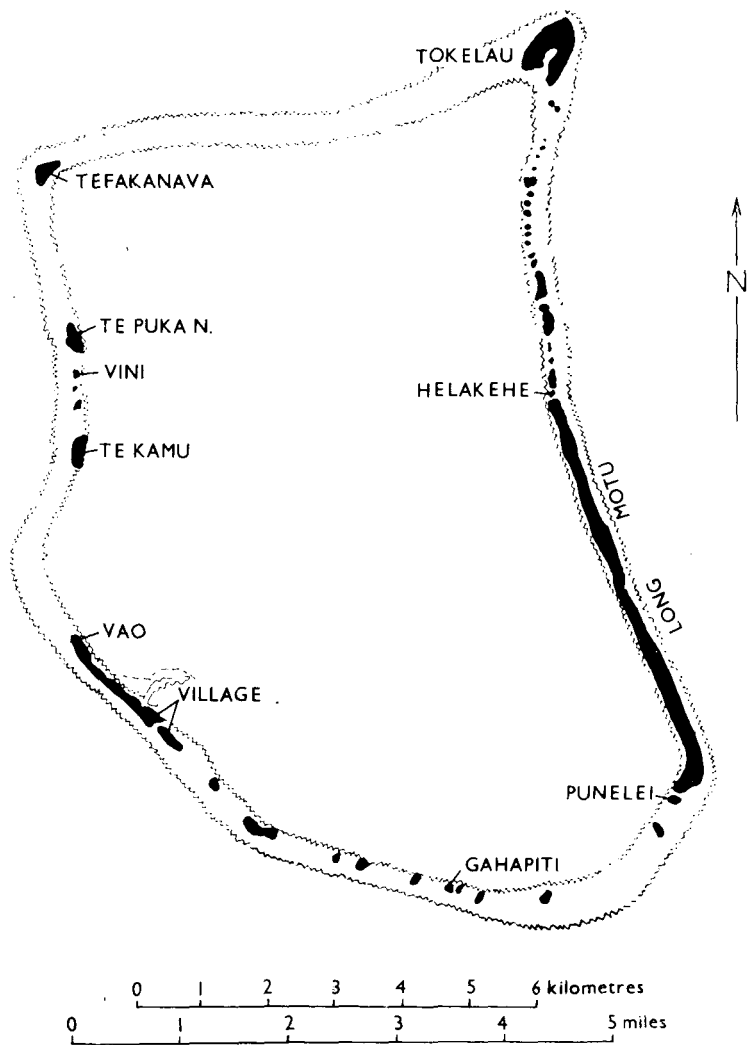 TOKELAU
TEFAKANAVA
N
TE PUKA N.
VINI
HELAKEHE
TE KAMU
LONG MOTU
VAO
VILLAGE
PUNELEI
GAHAPITI
0 1 2 3 4 5 6 kilometres
0 1 2 3 4 5 miles